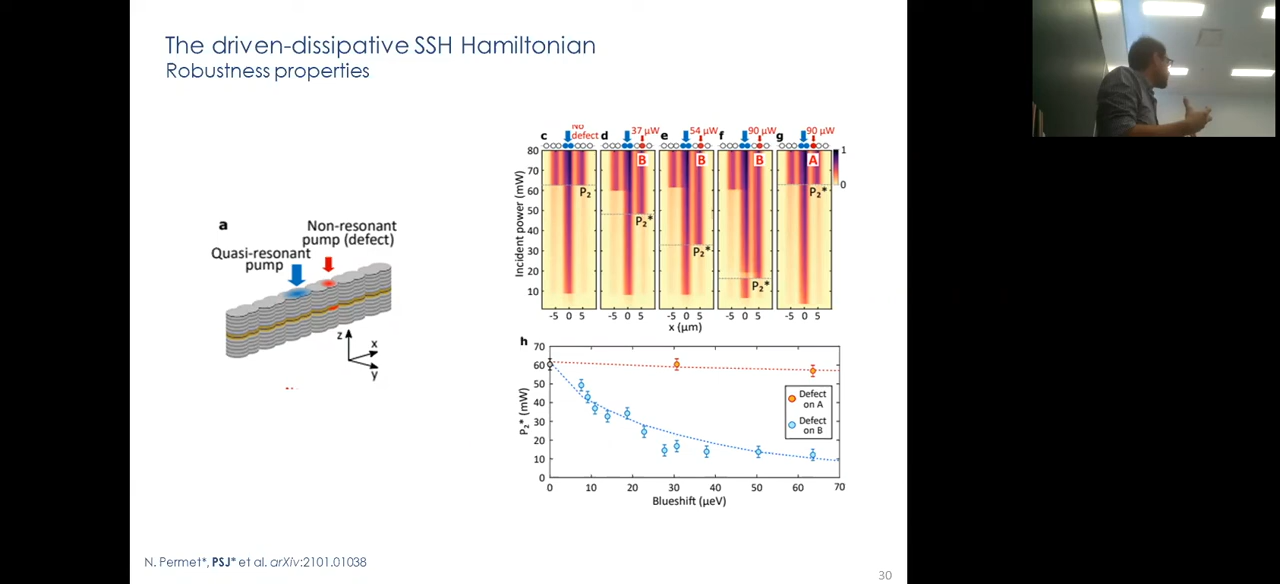 The driven-dissipative SSH Hamiltonian
Robustness properties
a
Non-resonant
pump (defect)
Quasi-resonant
pump
z
x
y
c
No
defect
d
37 µW
e
54 µW
f
90 µW
g
90 µW
B
B
B
A
1
0
Incident power (mW)
80
70
60
50
40
30
20
10
P₂
P₂*
P₂*
P₂*
P₂*
-5 0 5
-5 0 5
-5 0 5
-5 0 5
-5 0 5
x (µm)
h
P₂* (mW)
70
60
50
40
30
20
10
0
Defect
on A
Defect
on B
0 10 20 30 40 50 60 70
Blueshift (µeV)
N. Permet*, PSJ* et al. arXiv:2101.01038
30